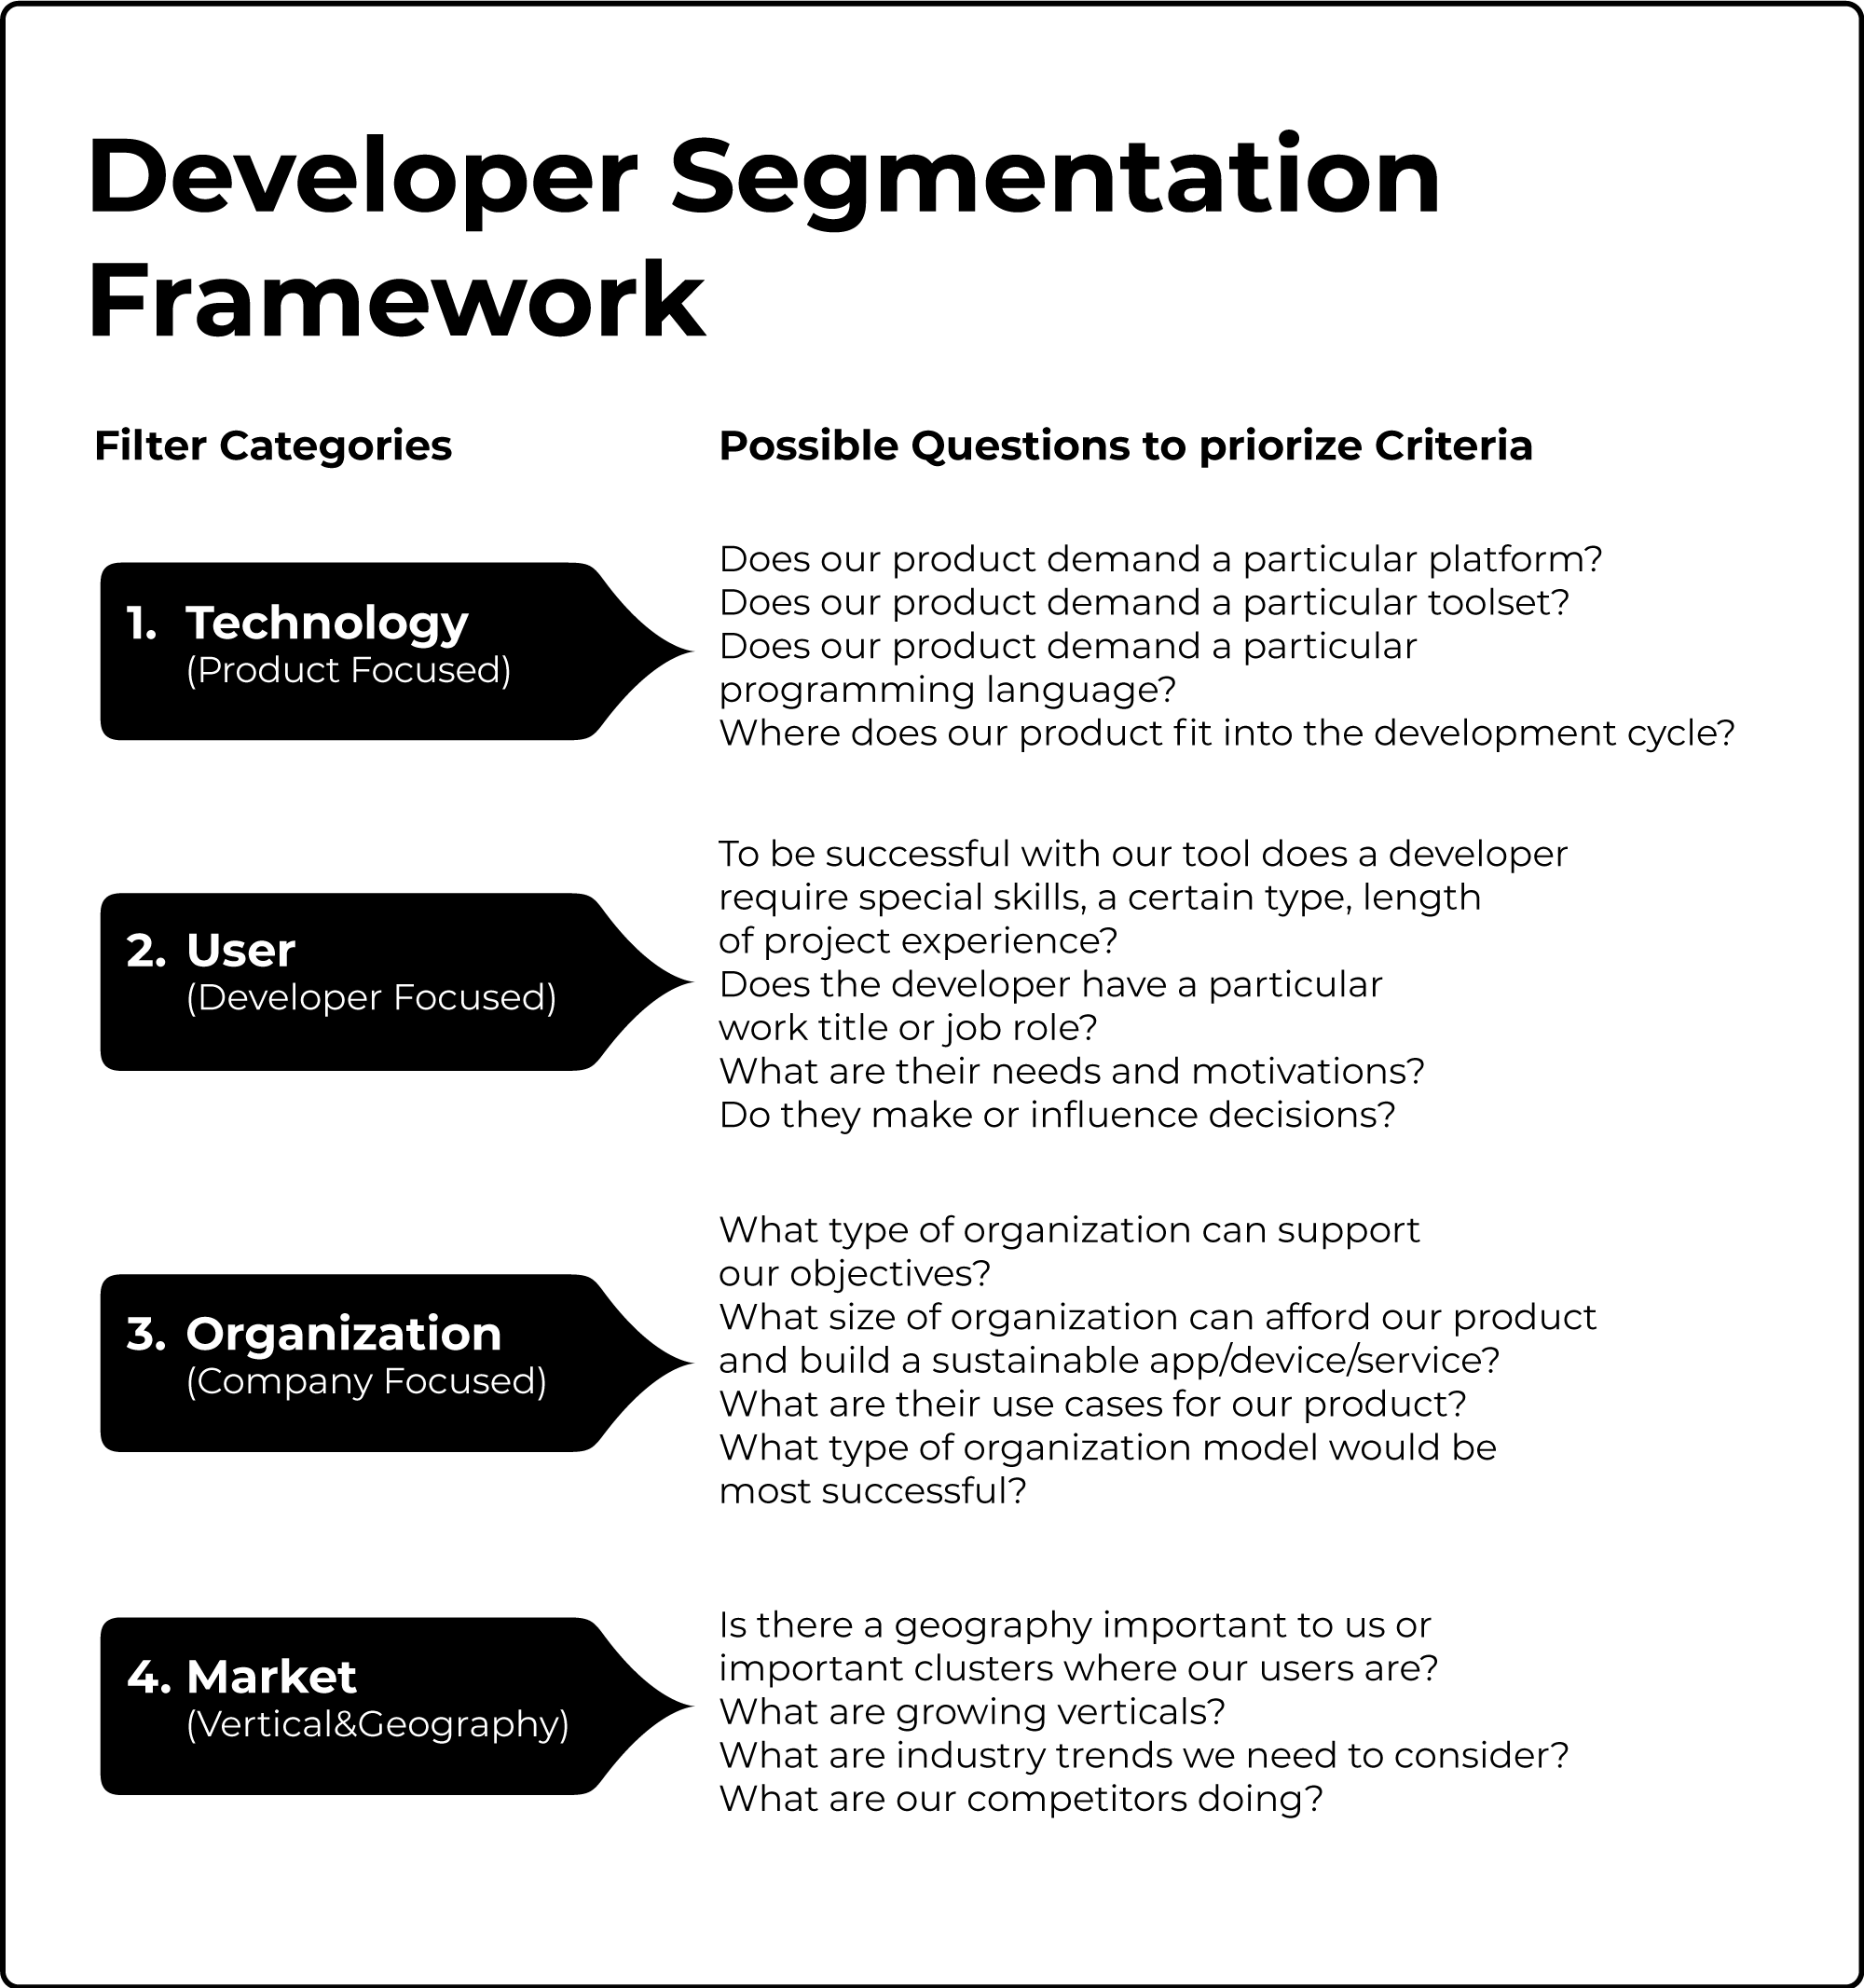 Developer Segmentation
Framework
Filter Categories
Possible Questions to priorize Criteria
1. Technology
(Product Focused)
Does our product demand a particular platform?
Does our product demand a particular toolset?
Does our product demand a particular
programming language?
Where does our product fit into the development cycle?
2. User
(Developer Focused)
To be successful with our tool does a developer
require special skills, a certain type, length
of project experience?
Does the developer have a particular
work title or job role?
What are their needs and motivations?
Do they make or influence decisions?
3. Organization
(Company Focused)
What type of organization can support
our objectives?
What size of organization can afford our product
and build a sustainable app/device/service?
What are their use cases for our product?
What type of organization model would be
most successful?
4. Market
(Vertical&Geography)
Is there a geography important to us or
important clusters where our users are?
What are growing verticals?
What are industry trends we need to consider?
What are our competitors doing?